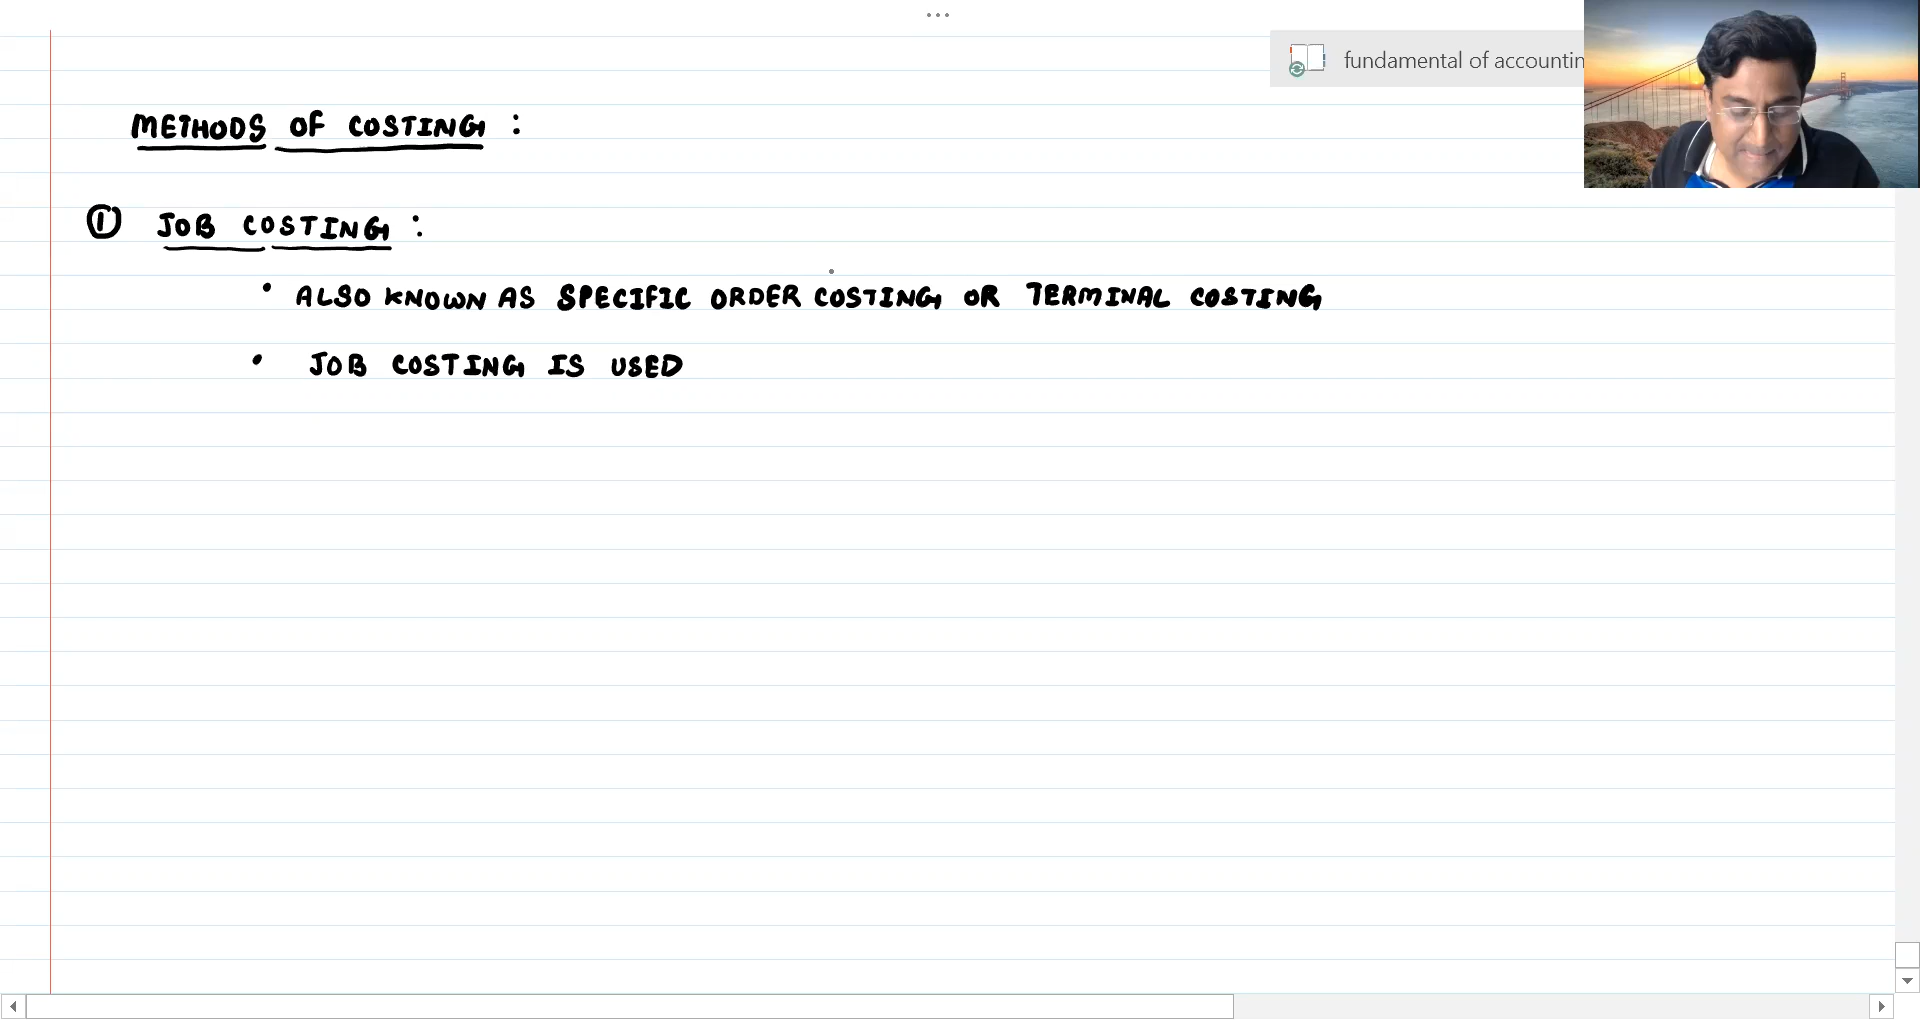 fundamental of accountin
METHODS OF COSTING :
① JOB COSTING :
• ALSO KNOWN AS SPECIFIC ORDER COSTING OR TERMINAL COSTING
• JOB COSTING IS USED